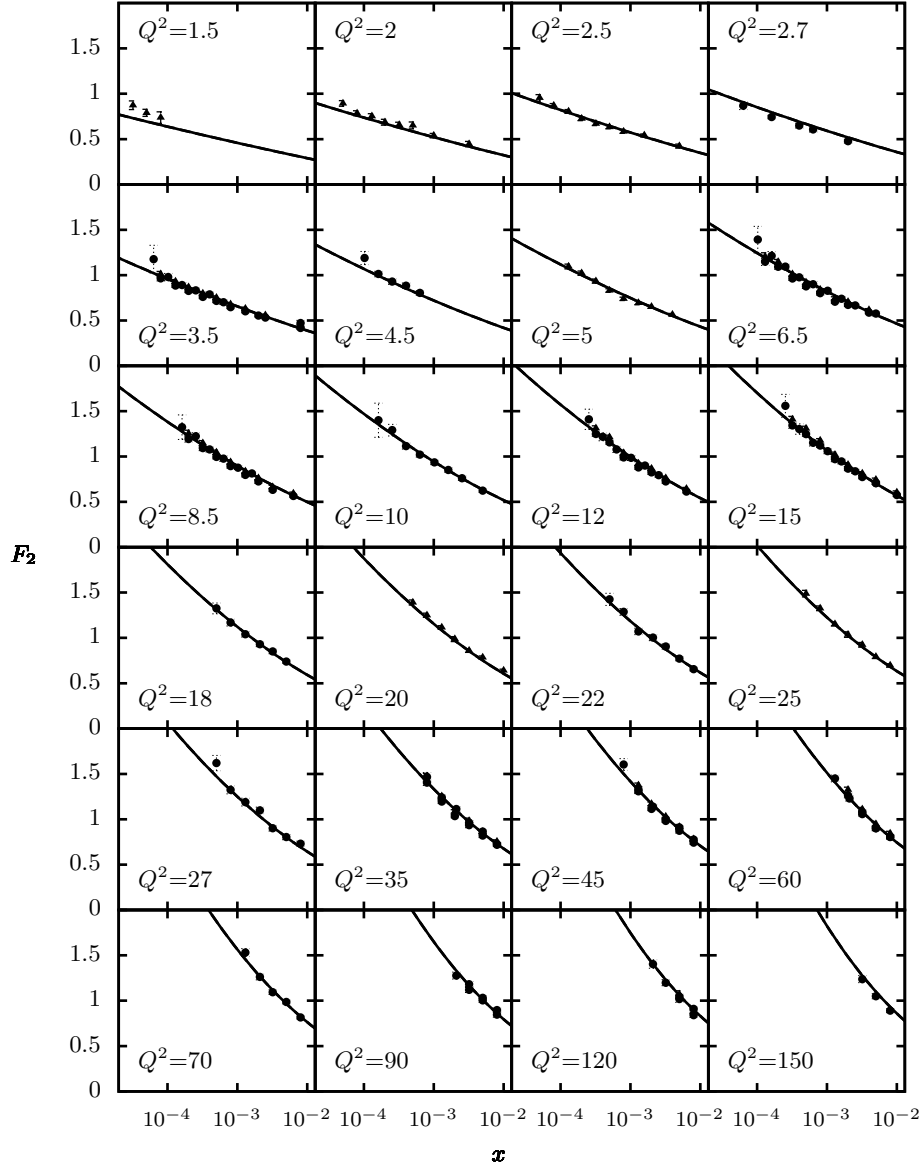 1.5
1
0.5
0
Q²=1.5
Q²=2
Q²=2.5
Q²=2.7
1.5
1
0.5
0
Q²=3.5
Q²=4.5
Q²=5
Q²=6.5
1.5
1
0.5
0
Q²=8.5
Q²=10
Q²=12
Q²=15
F₂
1.5
1
0.5
0
Q²=18
Q²=20
Q²=22
Q²=25
1.5
1
0.5
0
Q²=27
Q²=35
Q²=45
Q²=60
1.5
1
0.5
0
Q²=70
Q²=90
Q²=120
Q²=150
10⁻⁴ 10⁻³ 10⁻² 10⁻⁴ 10⁻³ 10⁻² 10⁻⁴ 10⁻³ 10⁻² 10⁻⁴ 10⁻³ 10⁻²
x